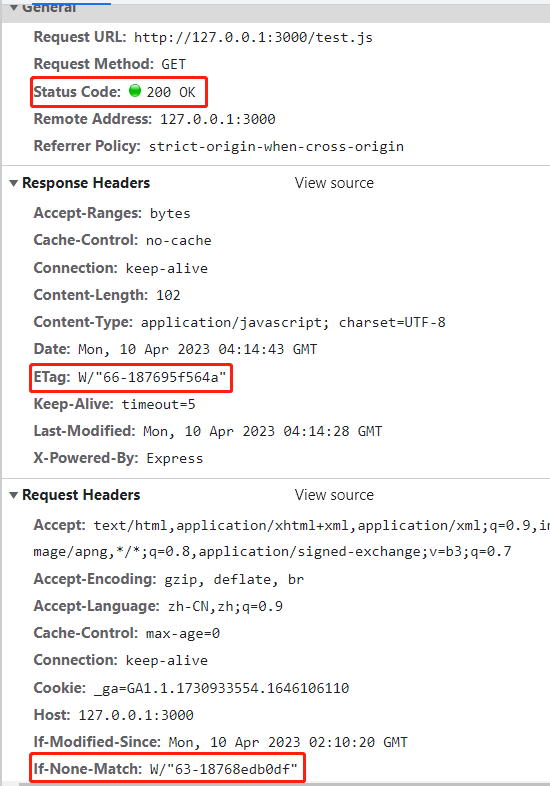 General
Request URL: http://127.0.0.1:3000/test.js
Request Method: GET
Status Code: 200 OK
Remote Address: 127.0.0.1:3000
Referrer Policy: strict-origin-when-cross-origin
Response Headers View source
Accept-Ranges: bytes
Cache-Control: no-cache
Connection: keep-alive
Content-Length: 102
Content-Type: application/javascript; charset=UTF-8
Date: Mon, 10 Apr 2023 04:14:43 GMT
ETag: W/"66-187695f564a"
Keep-Alive: timeout=5
Last-Modified: Mon, 10 Apr 2023 04:14:28 GMT
X-Powered-By: Express
Request Headers View source
Accept: text/html,application/xhtml+xml,application/xml;q=0.9,i
mage/apng,*/*;q=0.8,application/signed-exchange;v=b3;q=0.7
Accept-Encoding: gzip, deflate, br
Accept-Language: zh-CN,zh;q=0.9
Cache-Control: max-age=0
Connection: keep-alive
Cookie: _ga=GA1.1.1730933554.1646106110
Host: 127.0.0.1:3000
If-Modified-Since: Mon, 10 Apr 2023 02:10:20 GMT
If-None-Match: W/"63-18768edb0df"